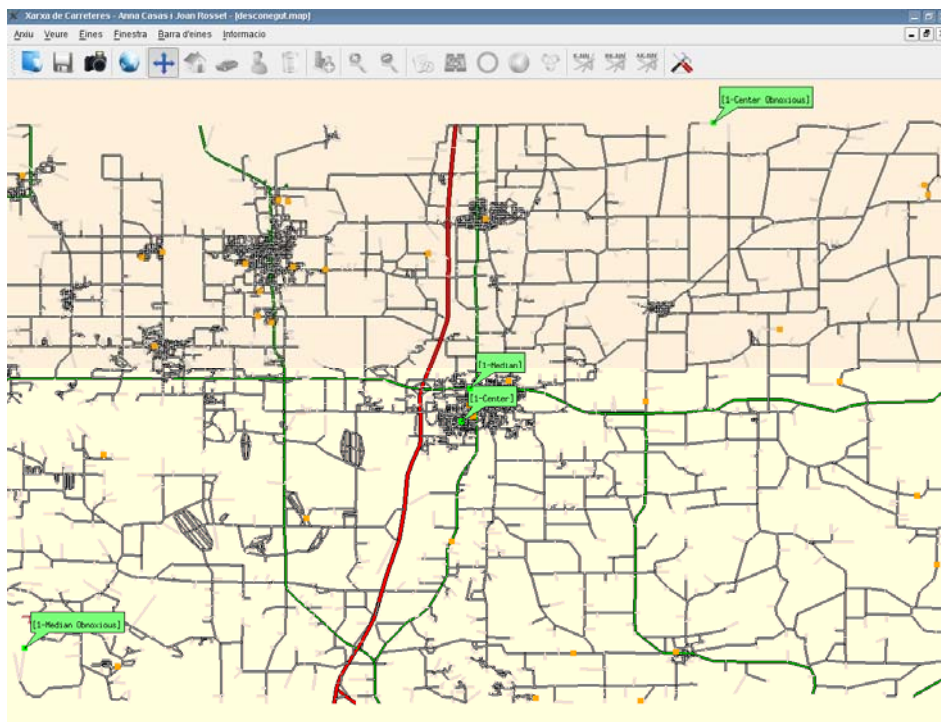 Xarxa de Carreteres - Anna Casas i Joan Rosset - [desconegut.map]
Arxiu Veure Eines Finestra Barra d'eines Informacio
[1-Center Obnoxious]
[1-Median]
[1-Center]
[1-Median Obnoxious]